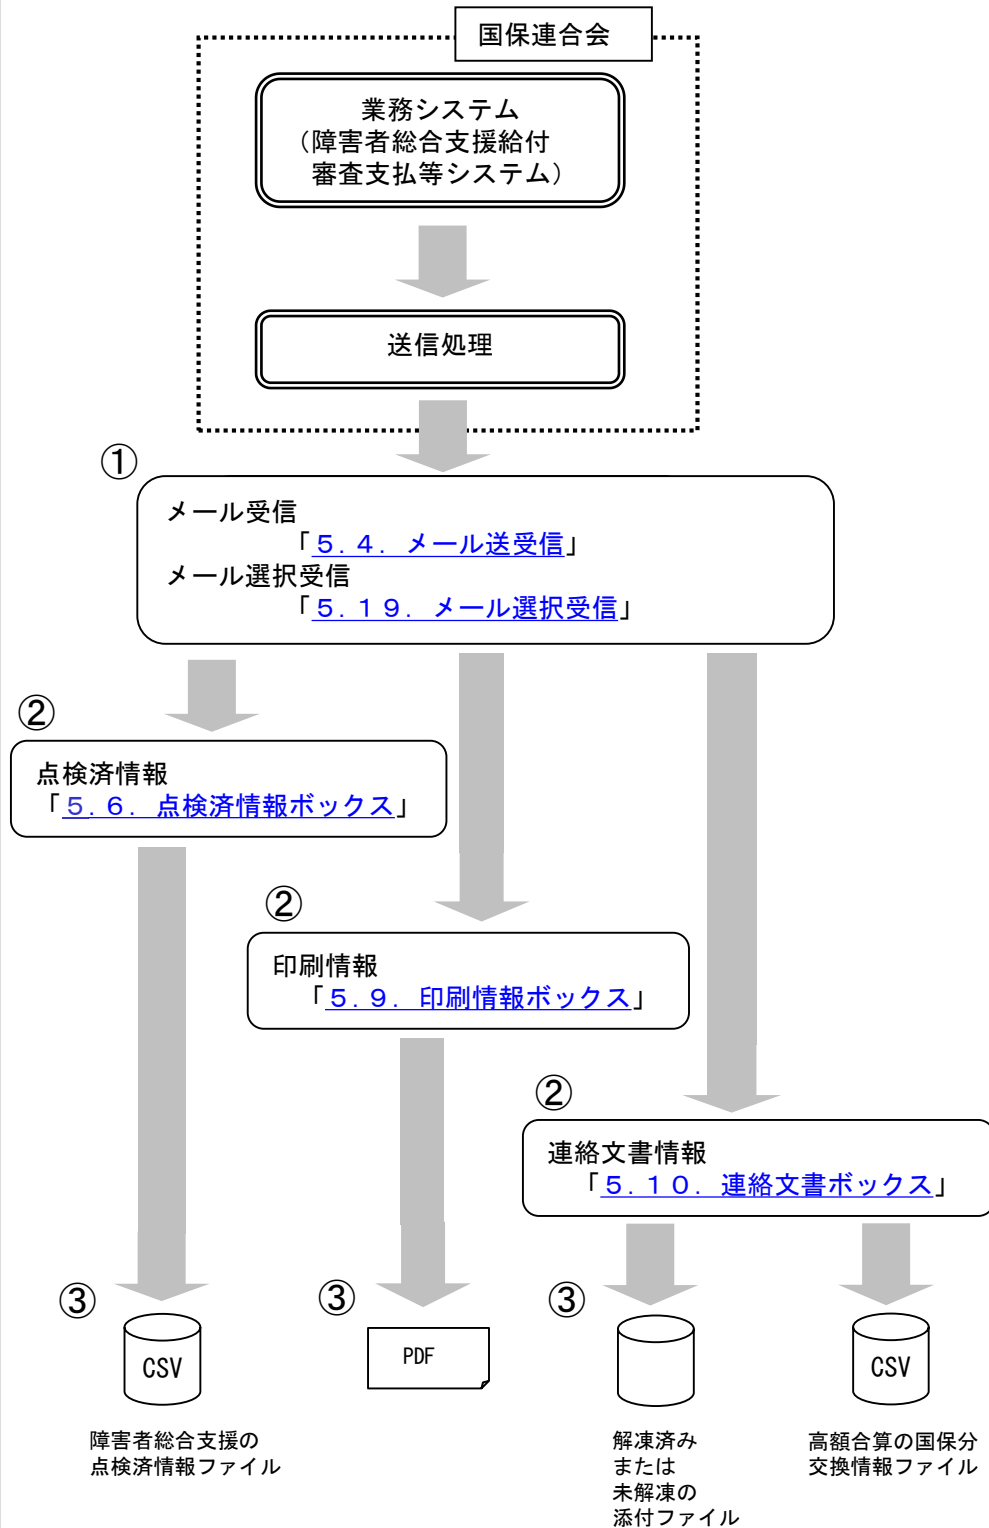 国保連合会
業務システム
（障害者総合支援給付
審査支払等システム）
送信処理
①
メール受信
「５.４．メール送受信」
メール選択受信
「５.１９．メール選択受信」
②
点検済情報
「５.６．点検済情報ボックス」
②
印刷情報
「５.９．印刷情報ボックス」
②
連絡文書情報
「５.１０．連絡文書ボックス」
③
CSV
障害者総合支援の
点検済情報ファイル
③
PDF
③
解凍済み
または
未解凍の
添付ファイル
CSV
高額合算の国保分
交換情報ファイル